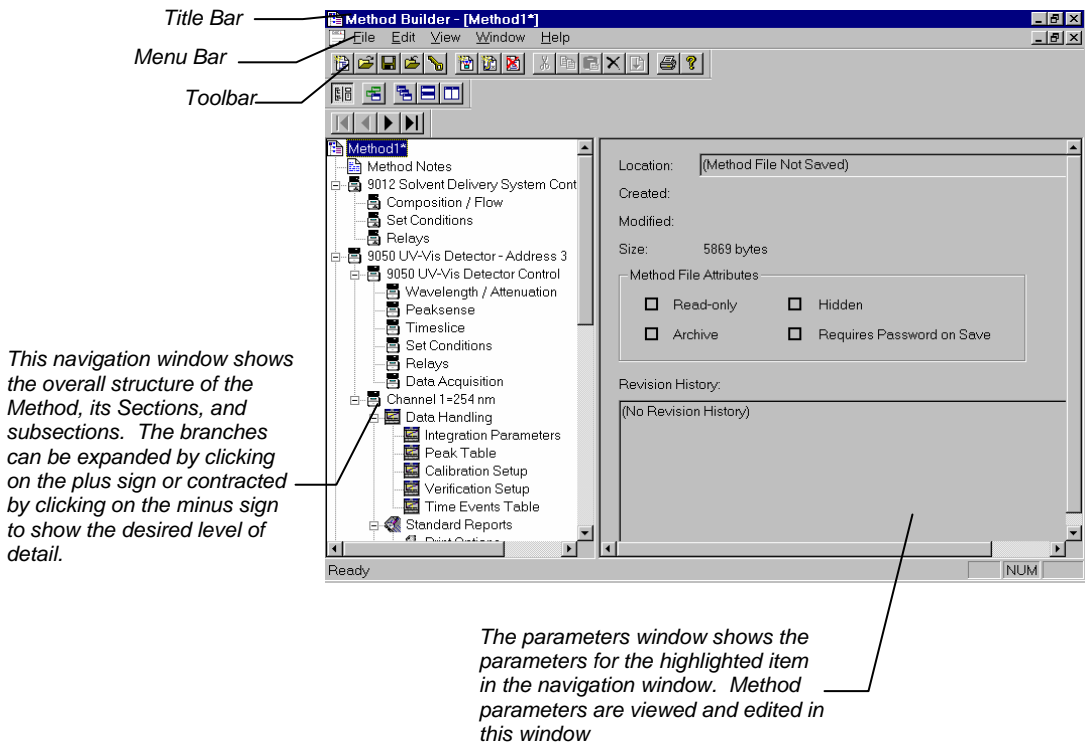 Title Bar
Method Builder - [Method1*]
Menu Bar
File Edit View Window Help
Toolbar
Method1*
Method Notes
9012 Solvent Delivery System Cont
Composition / Flow
Set Conditions
Relays
9050 UV-Vis Detector - Address 3
9050 UV-Vis Detector Control
Wavelength / Attenuation
Peaksense
Timeslice
Set Conditions
Relays
Data Acquisition
Channel 1=254 nm
Data Handling
Integration Parameters
Peak Table
Calibration Setup
Verification Setup
Time Events Table
Standard Reports
Print Options
Location: (Method File Not Saved)
Created:
Modified:
Size: 5869 bytes
Method File Attributes
Read-only Hidden
Archive Requires Password on Save
Revision History:
(No Revision History)
Ready NUM
This navigation window shows
the overall structure of the
Method, its Sections, and
subsections. The branches
can be expanded by clicking
on the plus sign or contracted
by clicking on the minus sign
to show the desired level of
detail.
The parameters window shows the
parameters for the highlighted item
in the navigation window. Method
parameters are viewed and edited in
this window